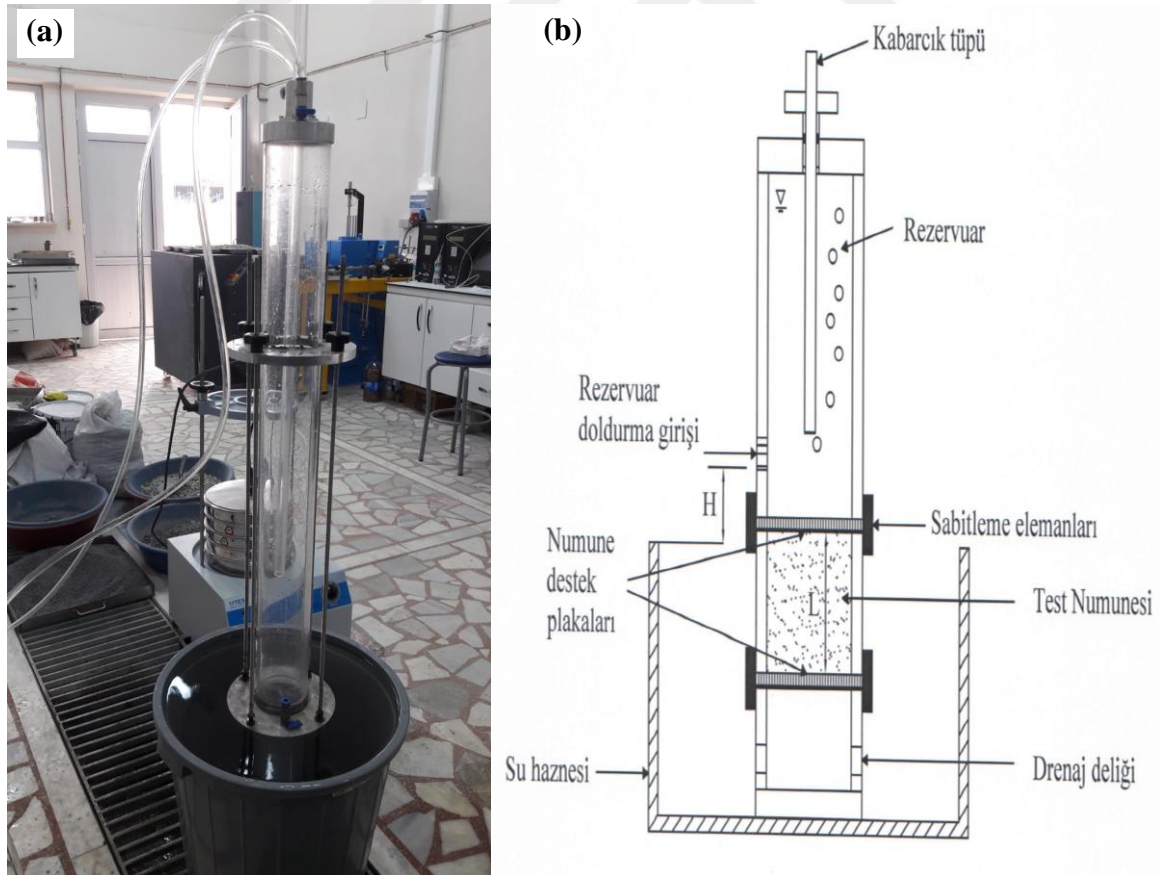 (a)
(b)
Kabarcık tüpü
Rezervuar
Rezervuar
doldurma girişi
H
Sabitleme elemanları
Numune
destek
plakaları
L
Test Numunesi
Su haznesi
Drenaj deliği